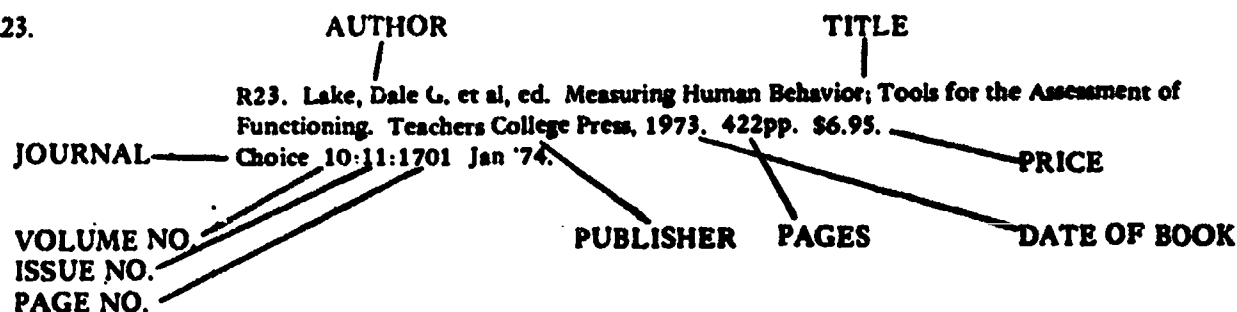 23.
AUTHOR TITLE
R23. Lake, Dale G. et al, ed. Measuring Human Behavior; Tools for the Assessment of
Functioning. Teachers College Press, 1973. 422pp. $6.95.
JOURNAL Choice 10:11:1701 Jan '74. PRICE
VOLUME NO. PUBLISHER PAGES DATE OF BOOK
ISSUE NO.
PAGE NO.